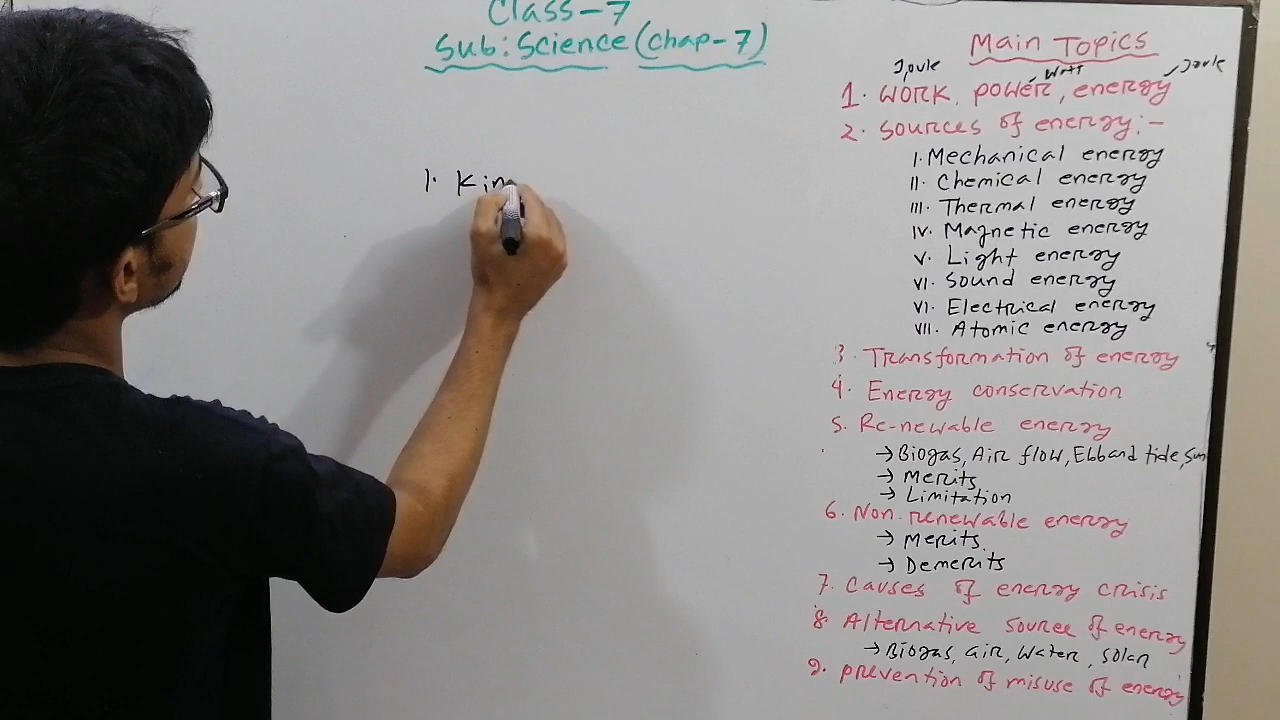 Class-7
Sub: Science (chap-7)
1. Kin
Main Topics
Joule Watt Joule
1. Work, power, energy
2. Sources of energy:-
I. Mechanical energy
II. Chemical energy
III. Thermal energy
IV. Magnetic energy
V. Light energy
VI. Sound energy
VI. Electrical energy
VII. Atomic energy
3. Transformation of energy
4. Energy conservation
5. Re-newable energy
→ Biogas, Air flow, Ebb and tide, sun
→ Merits
→ Limitation
6. Non-renewable energy
→ Merits
→ Demerits
7. Causes of energy crisis
8. Alternative source of energy
→ Biogas, air, water, solar
9. prevention of misuse of energy